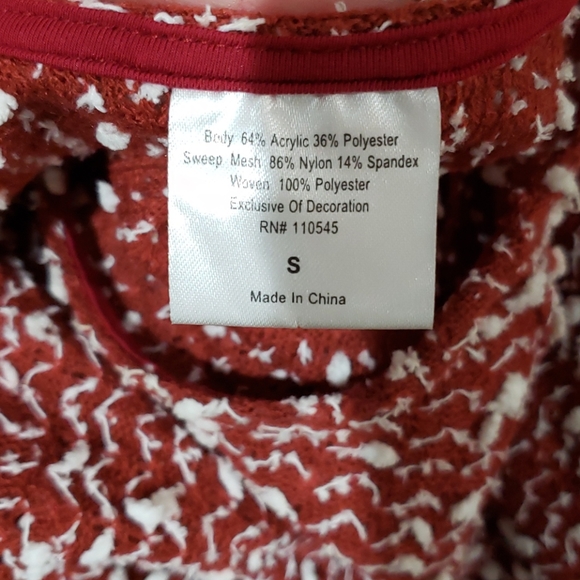 Body 64% Acrylic 36% Polyester
Sweep Mesh 86% Nylon 14% Spandex
Woven 100% Polyester
Exclusive Of Decoration
RN# 110545
S
Made In China